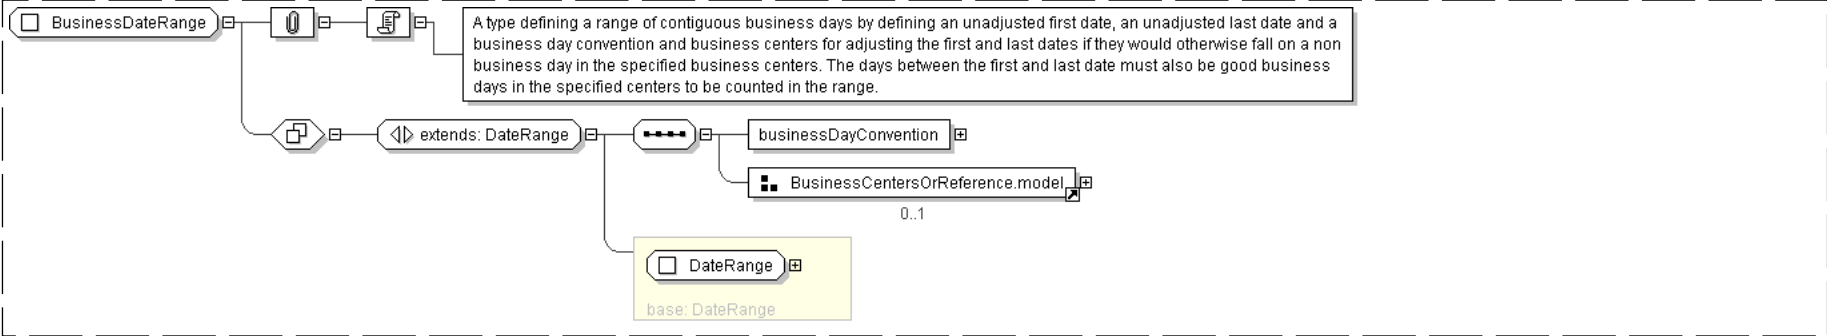 BusinessDateRange
A type defining a range of contiguous business days by defining an unadjusted first date, an unadjusted last date and a
business day convention and business centers for adjusting the first and last dates if they would otherwise fall on a non
business day in the specified business centers. The days between the first and last date must also be good business
days in the specified centers to be counted in the range.
extends: DateRange
businessDayConvention
BusinessCentersOrReference.model
0..1
DateRange
base: DateRange